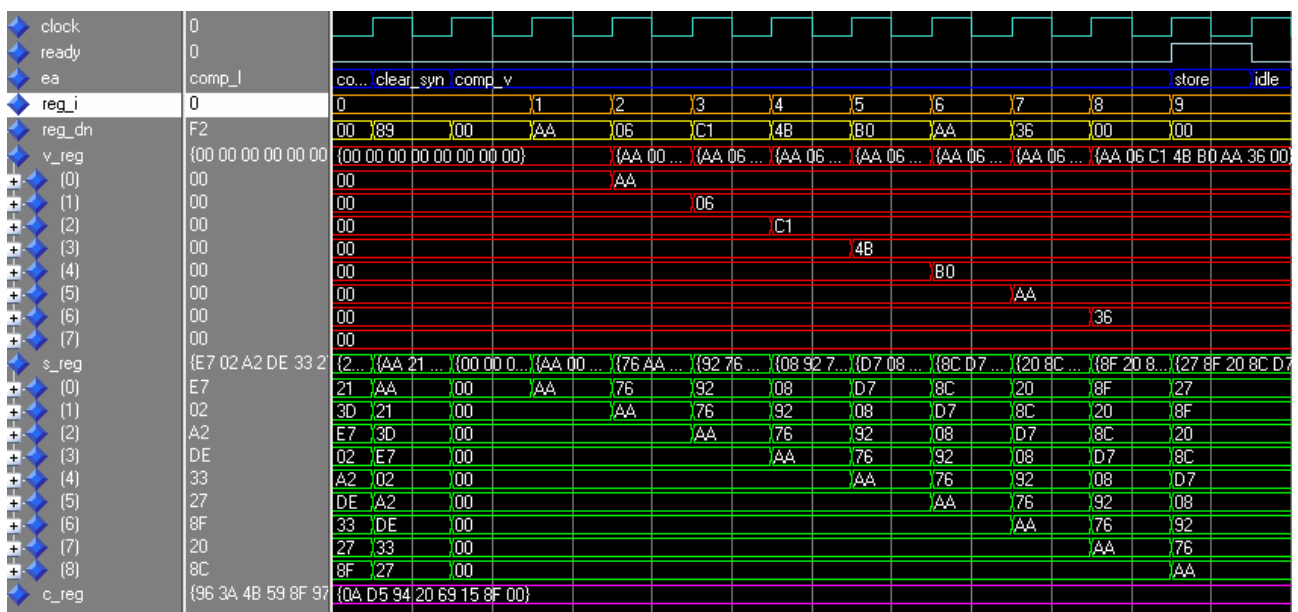 clock 0
ready 0
ea comp_l co... clear_syn comp_v store idle
reg_i 0 0 1 2 3 4 5 6 7 8 9
reg_dn F2 00 89 00 AA 06 C1 4B B0 AA 36 00 00
v_reg {00 00 00 00 00 00 {00 00 00 00 00 00 00 00} {AA 00 ... {AA 06 ... {AA 06 ... {AA 06 ... {AA 06 ... {AA 06 ... {AA 06 C1 4B B0 AA 36 00}
(0) 00 00 AA
(1) 00 00 06
(2) 00 00 C1
(3) 00 00 4B
(4) 00 00 B0
(5) 00 00 AA
(6) 00 00 36
(7) 00 00
s_reg {E7 02 A2 DE 33 2 {2... {AA 21 ... {00 00 0... {AA 00 ... {76 AA ... {92 76 ... {08 92 7... {D7 08 ... {8C D7 ... {20 8C ... {8F 20 8... {27 8F 20 8C D7
(0) E7 21 AA 00 AA 76 92 08 D7 8C 20 8F 27
(1) 02 3D 21 00 AA 76 92 08 D7 8C 20 8F
(2) A2 E7 3D 00 AA 76 92 08 D7 8C 20
(3) DE 02 E7 00 AA 76 92 08 D7 8C
(4) 33 A2 02 00 AA 76 92 08 D7
(5) 27 DE A2 00 AA 76 92 08
(6) 8F 33 DE 00 AA 76 92
(7) 20 27 33 00 AA 76
(8) 8C 8F 27 00 AA
c_reg {96 3A 4B 59 8F 97 {0A D5 94 20 69 15 8F 00}